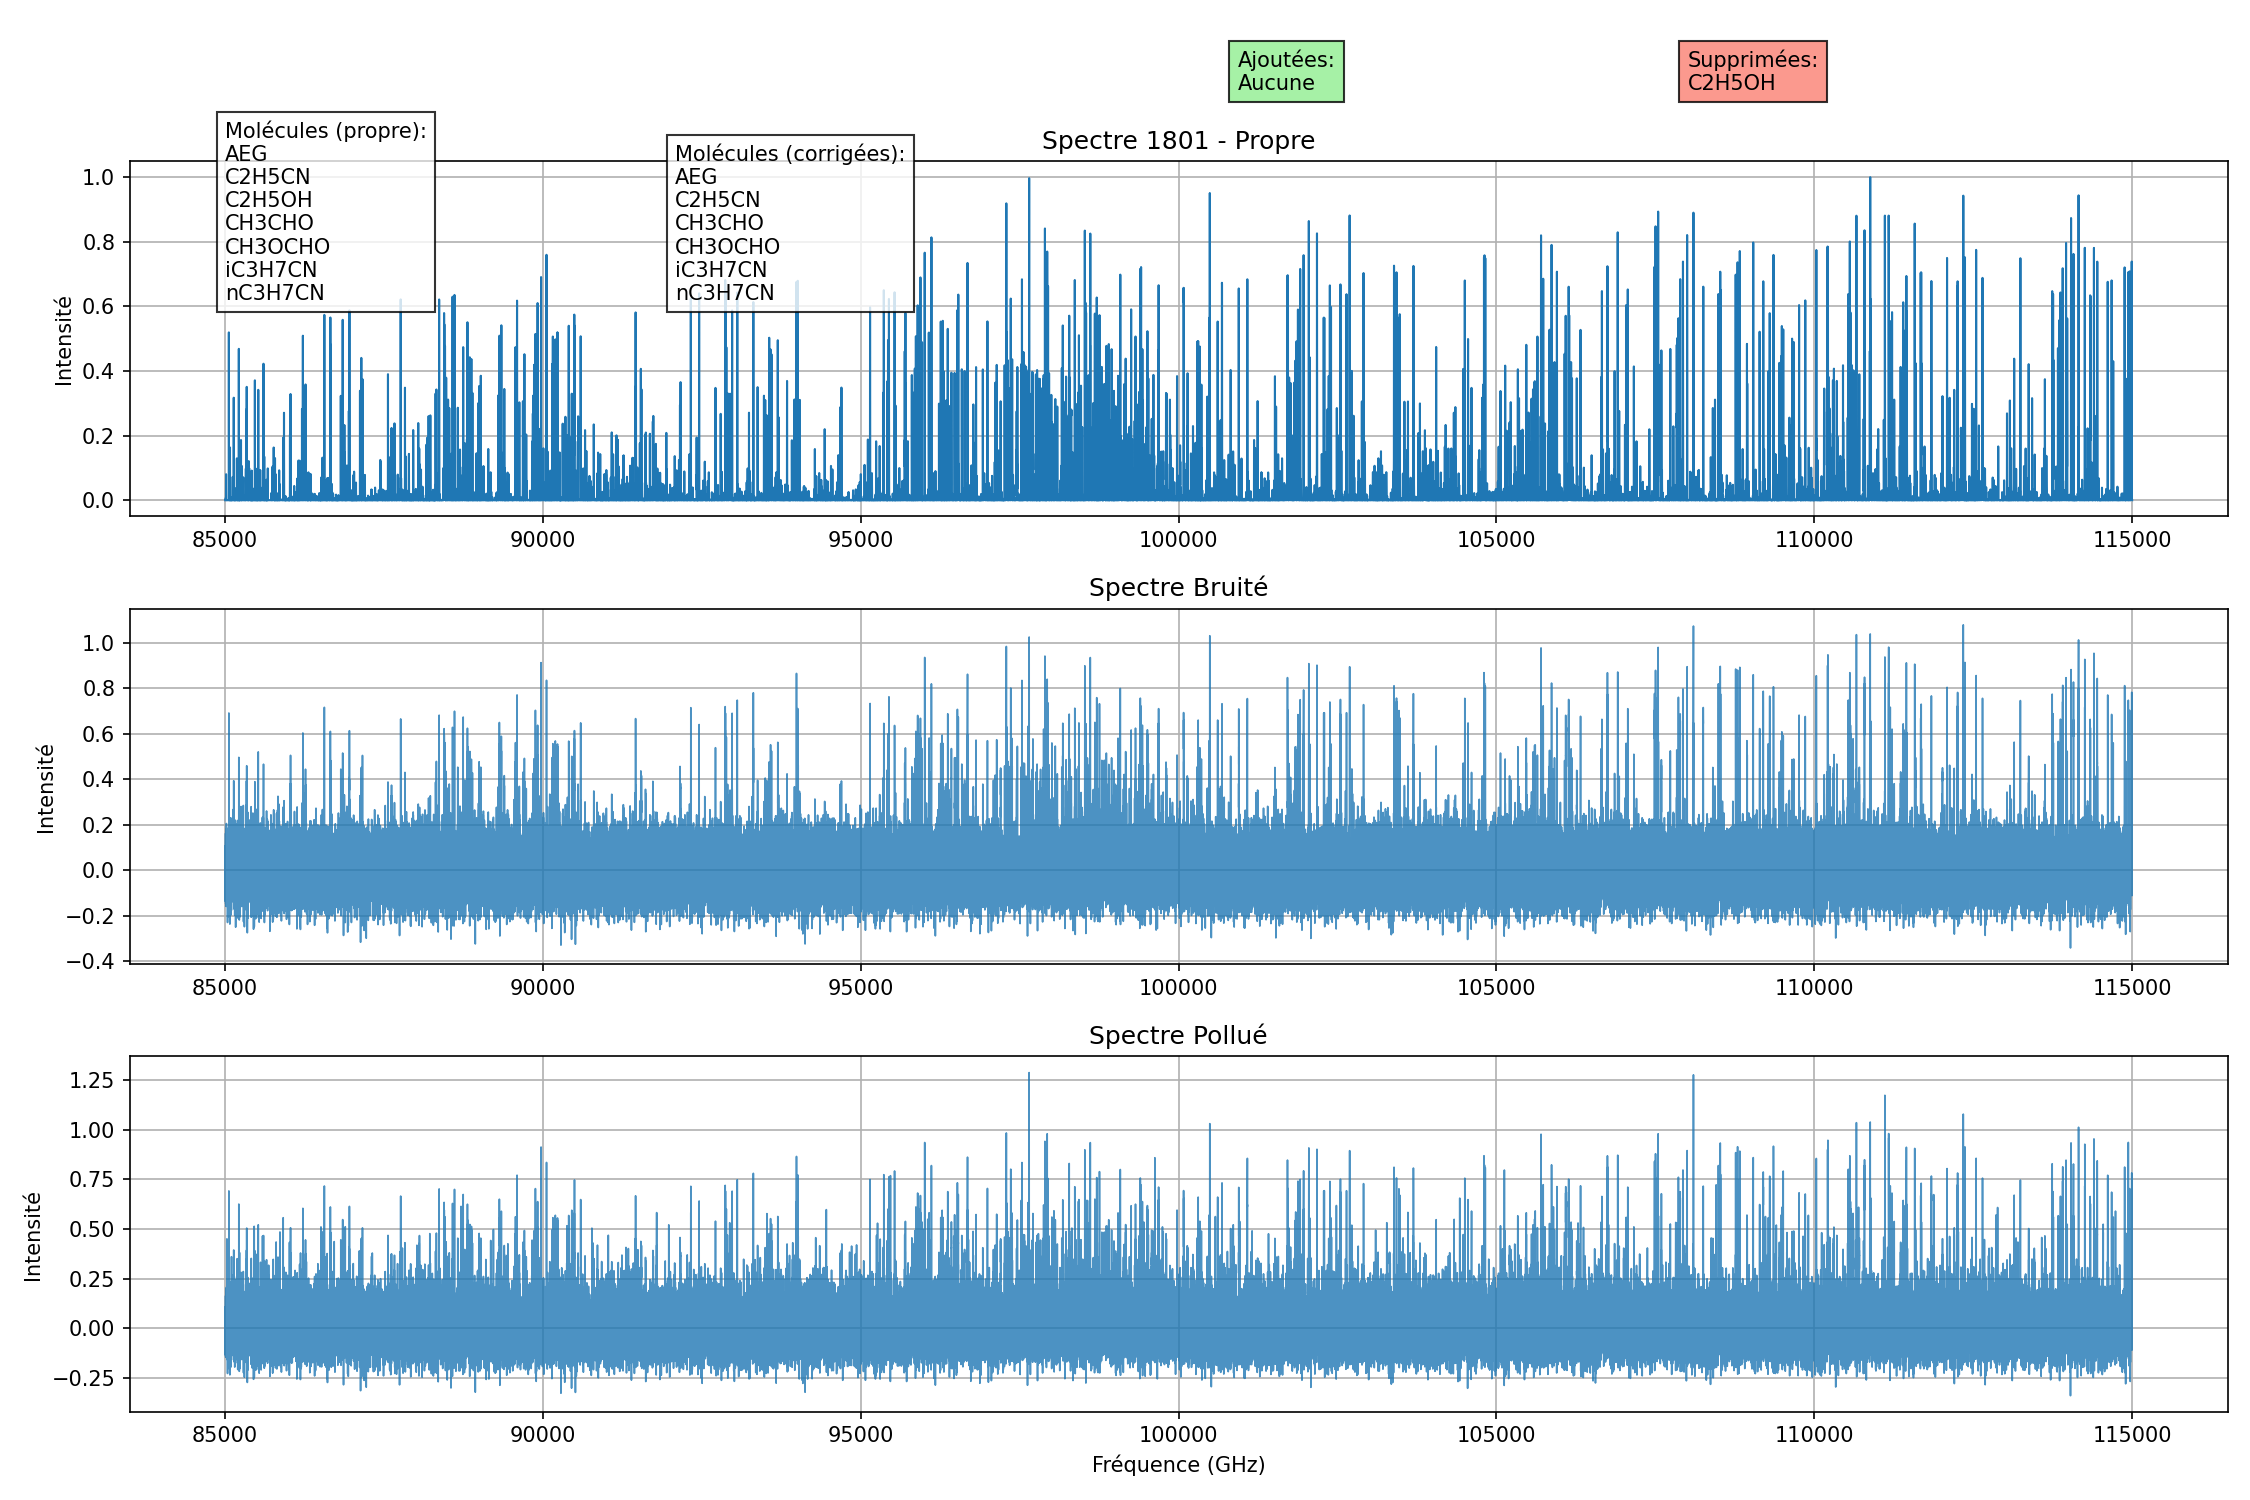 Ajoutées:
Aucune
Supprimées:
C2H5OH
Molécules (propre):
AEG
C2H5CN
C2H5OH
CH3CHO
CH3OCHO
iC3H7CN
nC3H7CN
Molécules (corrigées):
AEG
C2H5CN
CH3CHO
CH3OCHO
iC3H7CN
nC3H7CN
Spectre 1801 - Propre
Intensité
1.0
0.8
0.6
0.4
0.2
0.0
85000 90000 95000 100000 105000 110000 115000
Spectre Bruité
Intensité
1.0
0.8
0.6
0.4
0.2
0.0
−0.2
−0.4
85000 90000 95000 100000 105000 110000 115000
Spectre Pollué
Intensité
1.25
1.00
0.75
0.50
0.25
0.00
−0.25
85000 90000 95000 100000 105000 110000 115000
Fréquence (GHz)